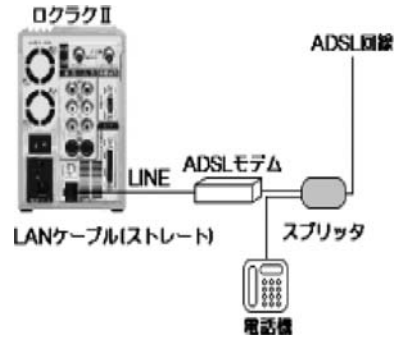 ロクラクⅡ
ADSL回線
ADSLモデム
LINE
LANケーブル(ストレート)
スプリッタ
電話機